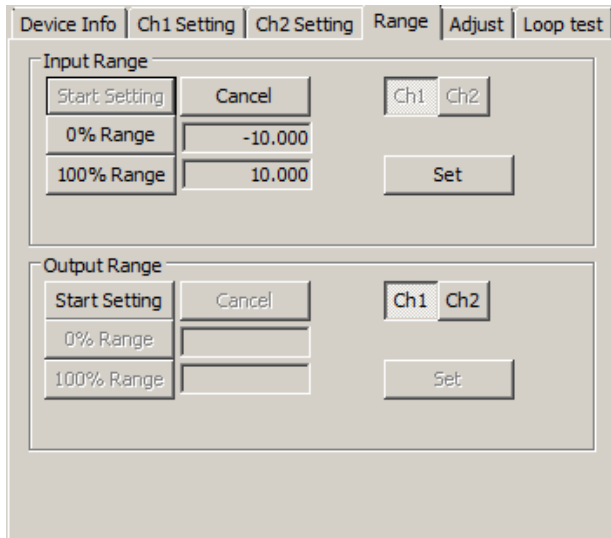 Device Info Ch1 Setting Ch2 Setting Range Adjust Loop test
Input Range
Start Setting Cancel Ch1 Ch2
0% Range -10.000
100% Range 10.000 Set
Output Range
Start Setting Cancel Ch1 Ch2
0% Range
100% Range Set